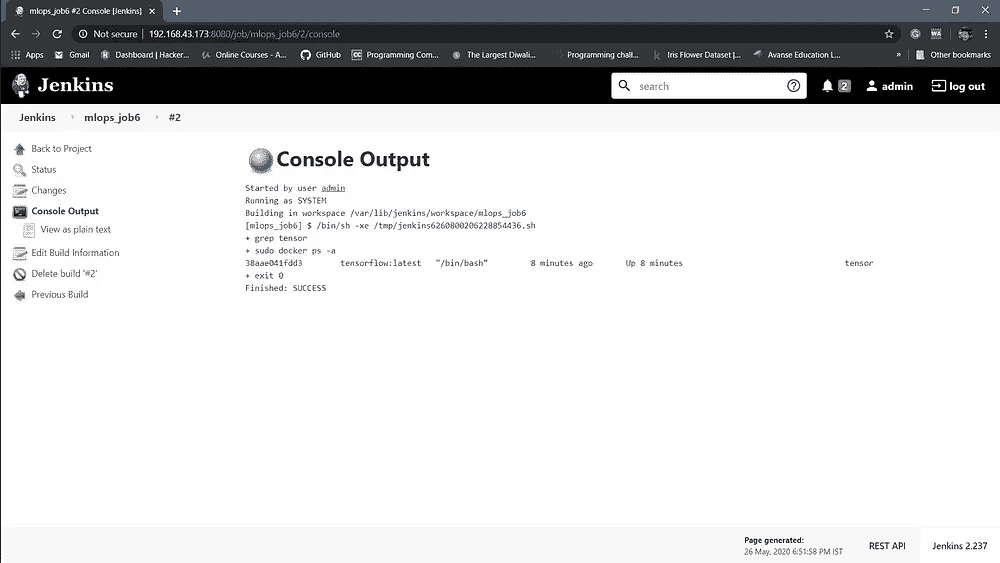 mlops_job6 #2 Console [Jenkins]
Not secure | 192.168.43.173:8080/job/mlops_job6/2/console
Apps Gmail Dashboard | Hacker... Online Courses - A... GitHub Programming Com... The Largest Diwali... Programming chall... Iris Flower Dataset |... Avanse Education L... » Other bookmarks
Jenkins search 2 admin log out
Jenkins › mlops_job6 › #2
Back to Project
Status
Changes
Console Output
View as plain text
Edit Build Information
Delete build '#2'
Previous Build
Console Output
Started by user admin
Running as SYSTEM
Building in workspace /var/lib/jenkins/workspace/mlops_job6
[mlops_job6] $ /bin/sh -xe /tmp/jenkins6260800206228854436.sh
+ grep tensor
+ sudo docker ps -a
38aae041fdd3 tensorflow:latest "/bin/bash" 8 minutes ago Up 8 minutes tensor
+ exit 0
Finished: SUCCESS
Page generated:
26 May, 2020 6:51:58 PM IST
REST API
Jenkins 2.237